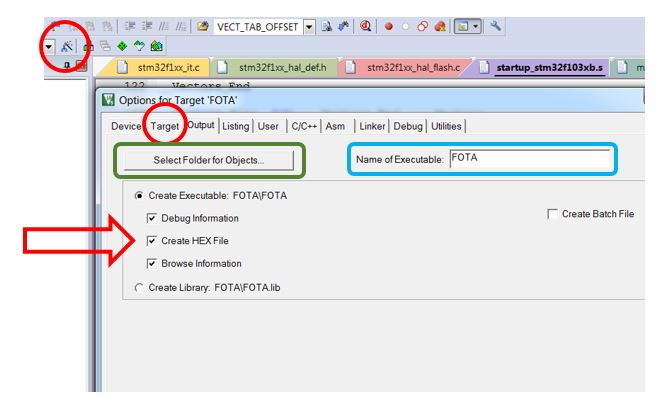 VECT_TAB_OFFSET
stm32f1xx_it.c stm32f1xx_hal_def.h stm32f1xx_hal_flash.c startup_stm32f103xb.s m
122 Vectors End
Options for Target 'FOTA'
Device Target Output Listing User C/C++ Asm Linker Debug Utilities
Select Folder for Objects... Name of Executable: FOTA
Create Executable: FOTA\FOTA
Debug Information Create Batch File
Create HEX File
Browse Information
Create Library: FOTA\FOTA.lib